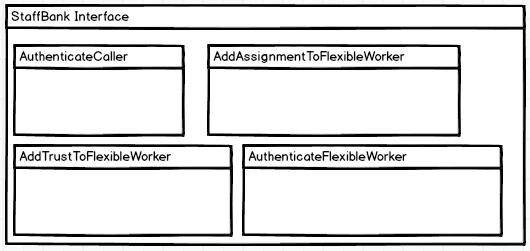 StaffBank Interface
AuthenticateCaller
AddAssignmentToFlexibleWorker
AddTrustToFlexibleWorker
AuthenticateFlexibleWorker